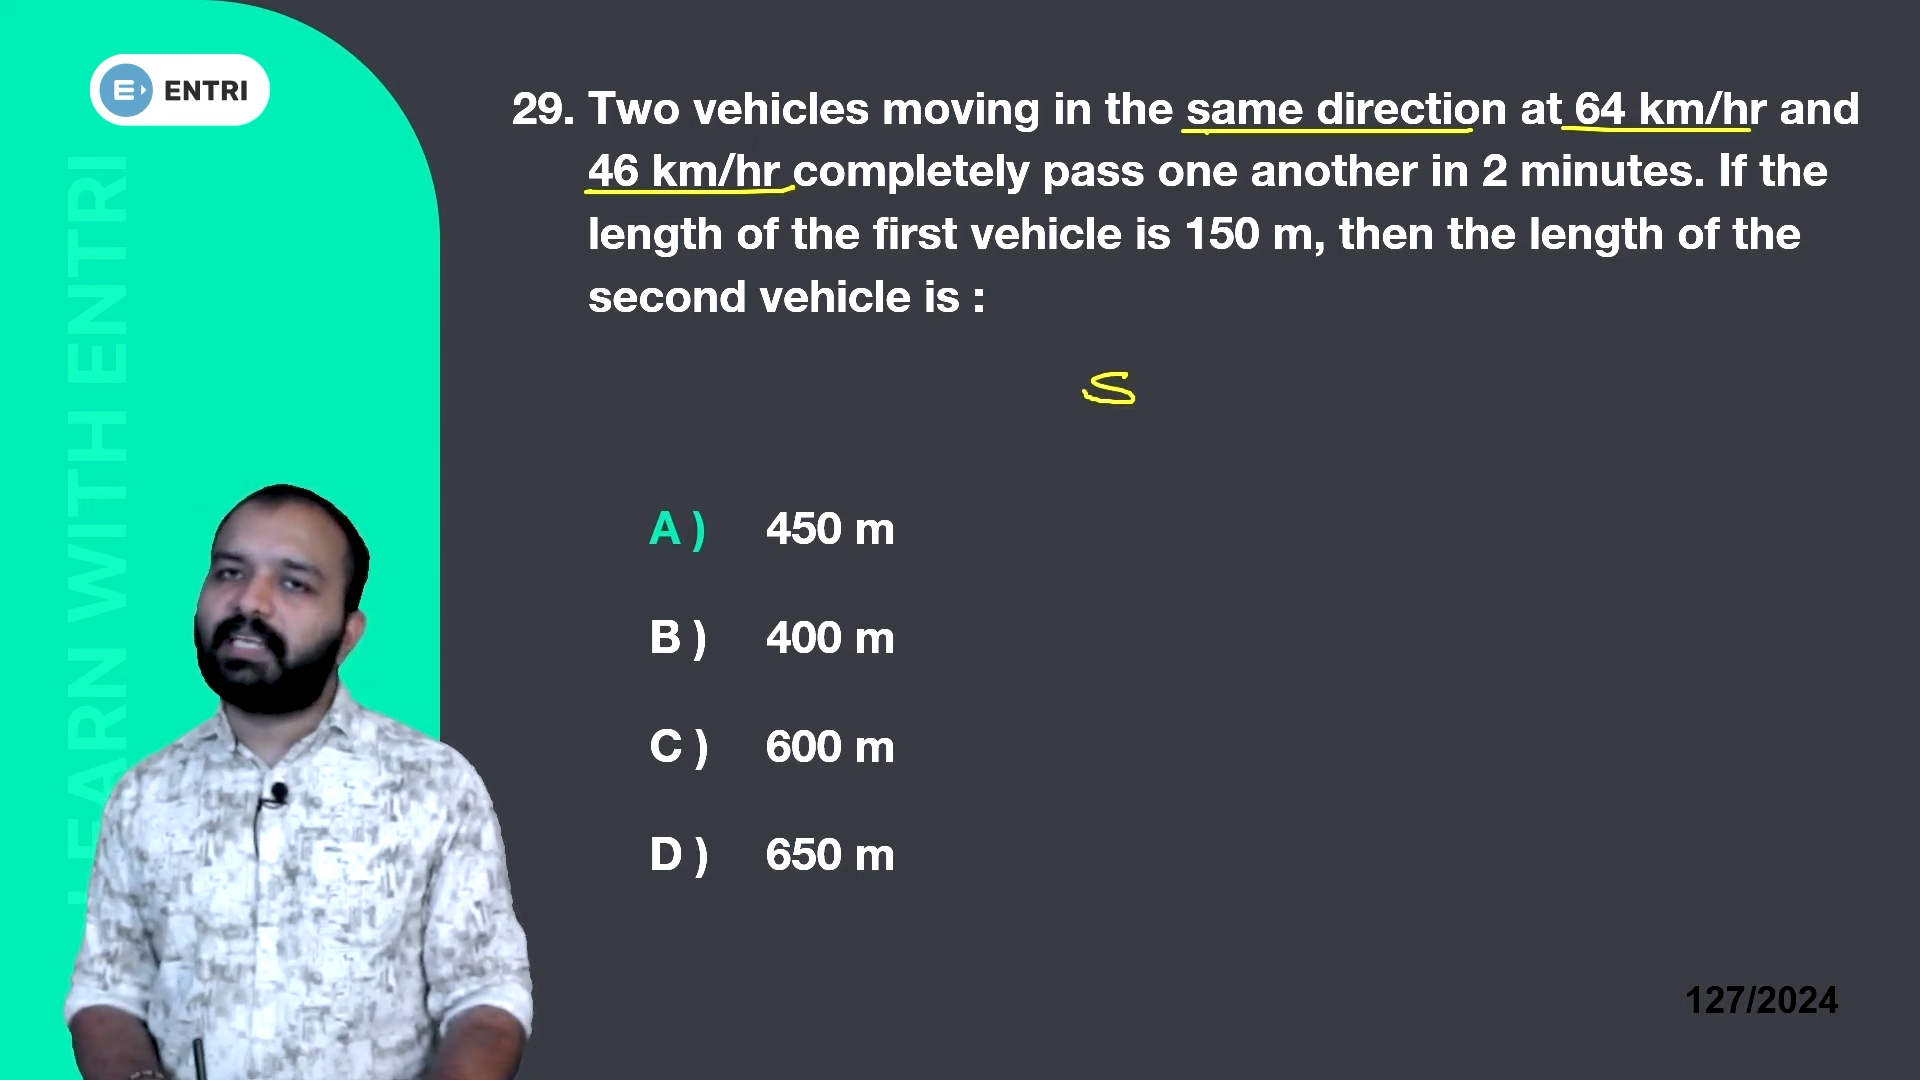 ENTRI
LEARN WITH ENTRI
29. Two vehicles moving in the same direction at 64 km/hr and
46 km/hr completely pass one another in 2 minutes. If the
length of the first vehicle is 150 m, then the length of the
second vehicle is :
S
A ) 450 m
B ) 400 m
C ) 600 m
D ) 650 m
127/2024